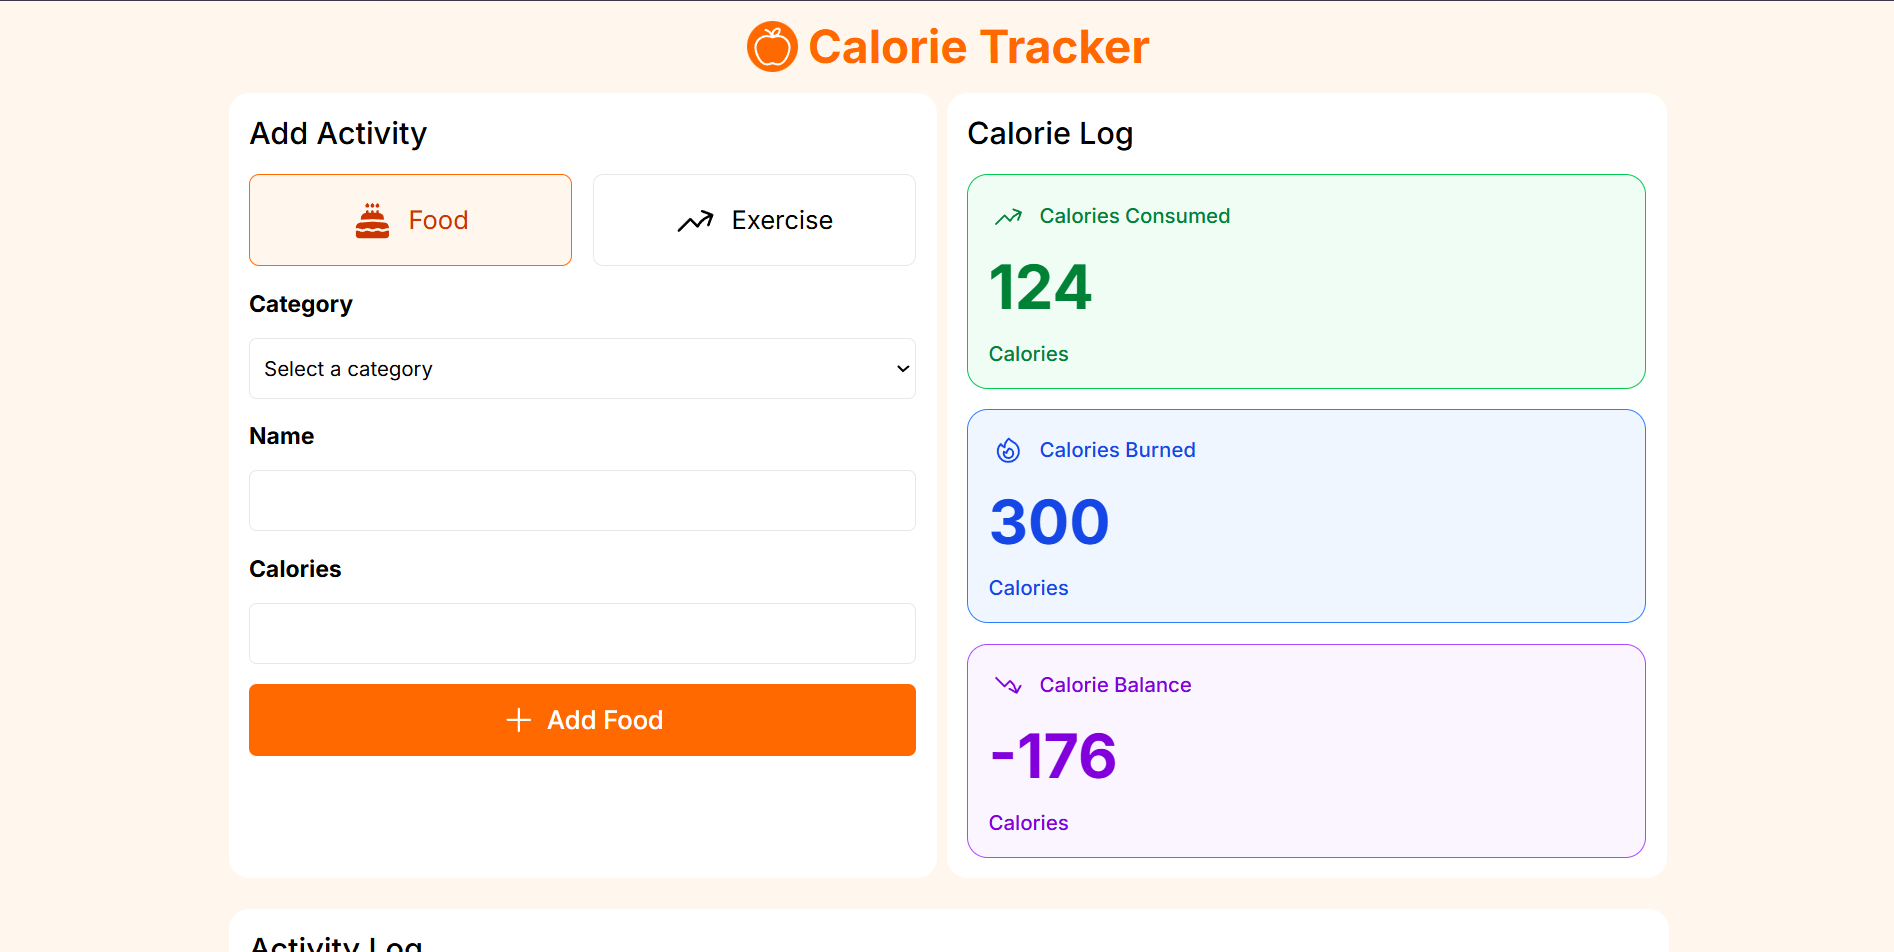 Calorie Tracker
Add Activity
Food
Exercise
Category
Select a category
Name
Calories
Add Food
Calorie Log
Calories Consumed
124
Calories
Calories Burned
300
Calories
Calorie Balance
-176
Calories
Activity Log